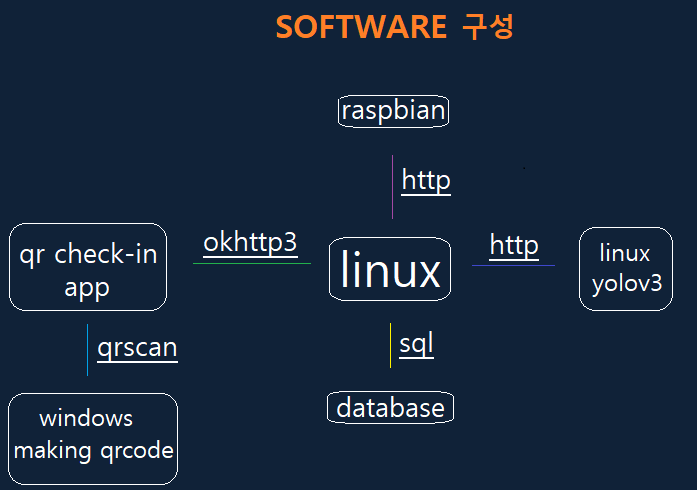 SOFTWARE 구성
raspbian
http
okhttp3
http
qr check-in
app
linux
linux
yolov3
qrscan
sql
windows
making qrcode
database